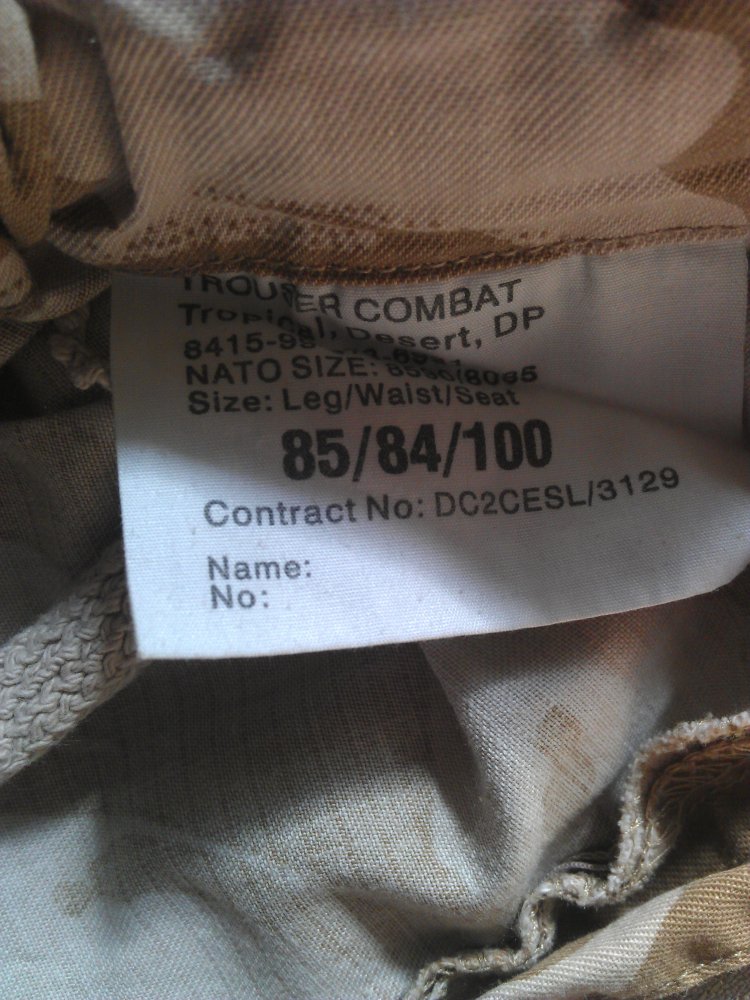 TROUSER COMBAT
Tropical, Desert, DP
NATO SIZE:
Size: Leg/Waist/Seat
85/84/100
Contract No: DC2CESL/3129
Name:
No: